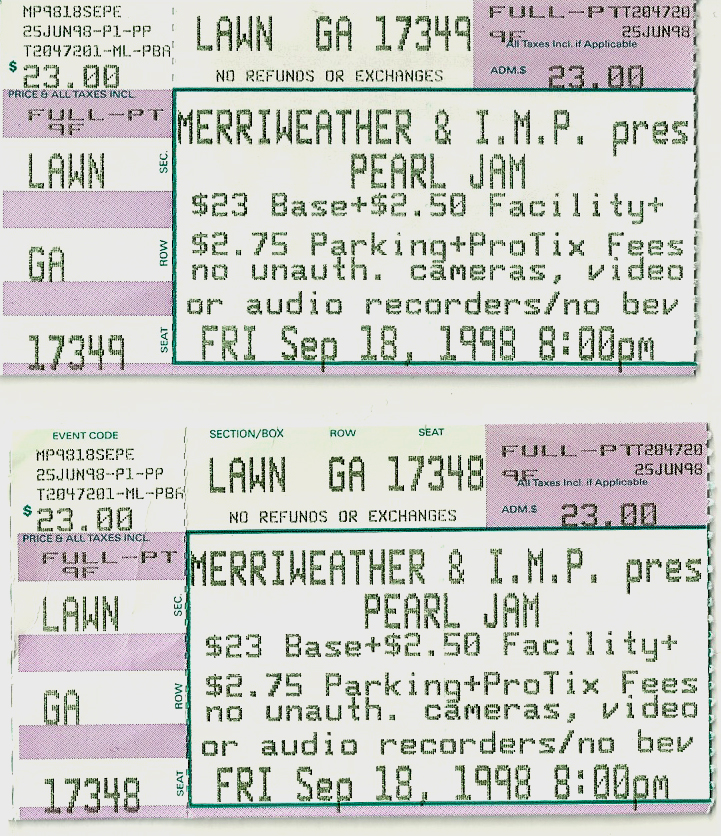 MP9818SEPE
25JUN98-P1-PP
T2047201-ML-PBA
$23.00
PRICE & ALL TAXES INCL
FULL-PT
9F
LAWN
SEC.
GA
ROW
17349
SEAT
LAWN GA 17349
NO REFUNDS OR EXCHANGES
FULL-PTT204720
9F 25JUN98
All Taxes Incl. if Applicable
ADM.$ 23.00
MERRIWEATHER & I.M.P. pres
PEARL JAM
$23 Base+$2.50 Facility+
$2.75 Parking+ProTix Fees
no unauth. cameras, video
or audio recorders/no bev
FRI Sep 18, 1998 8:00pm
EVENT CODE
MP9818SEPE
25JUN98-P1-PP
T2047201-ML-PBA
$23.00
PRICE & ALL TAXES INCL.
FULL-PT
9F
LAWN
SEC.
GA
ROW
17348
SEAT
SECTION/BOX ROW SEAT
LAWN GA 17348
NO REFUNDS OR EXCHANGES
FULL-PTT204720
9F 25JUN98
All Taxes Incl. if Applicable
ADM.$ 23.00
MERRIWEATHER & I.M.P. pres
PEARL JAM
$23 Base+$2.50 Facility+
$2.75 Parking+ProTix Fees
no unauth. cameras, video
or audio recorders/no bev
FRI Sep 18, 1998 8:00pm